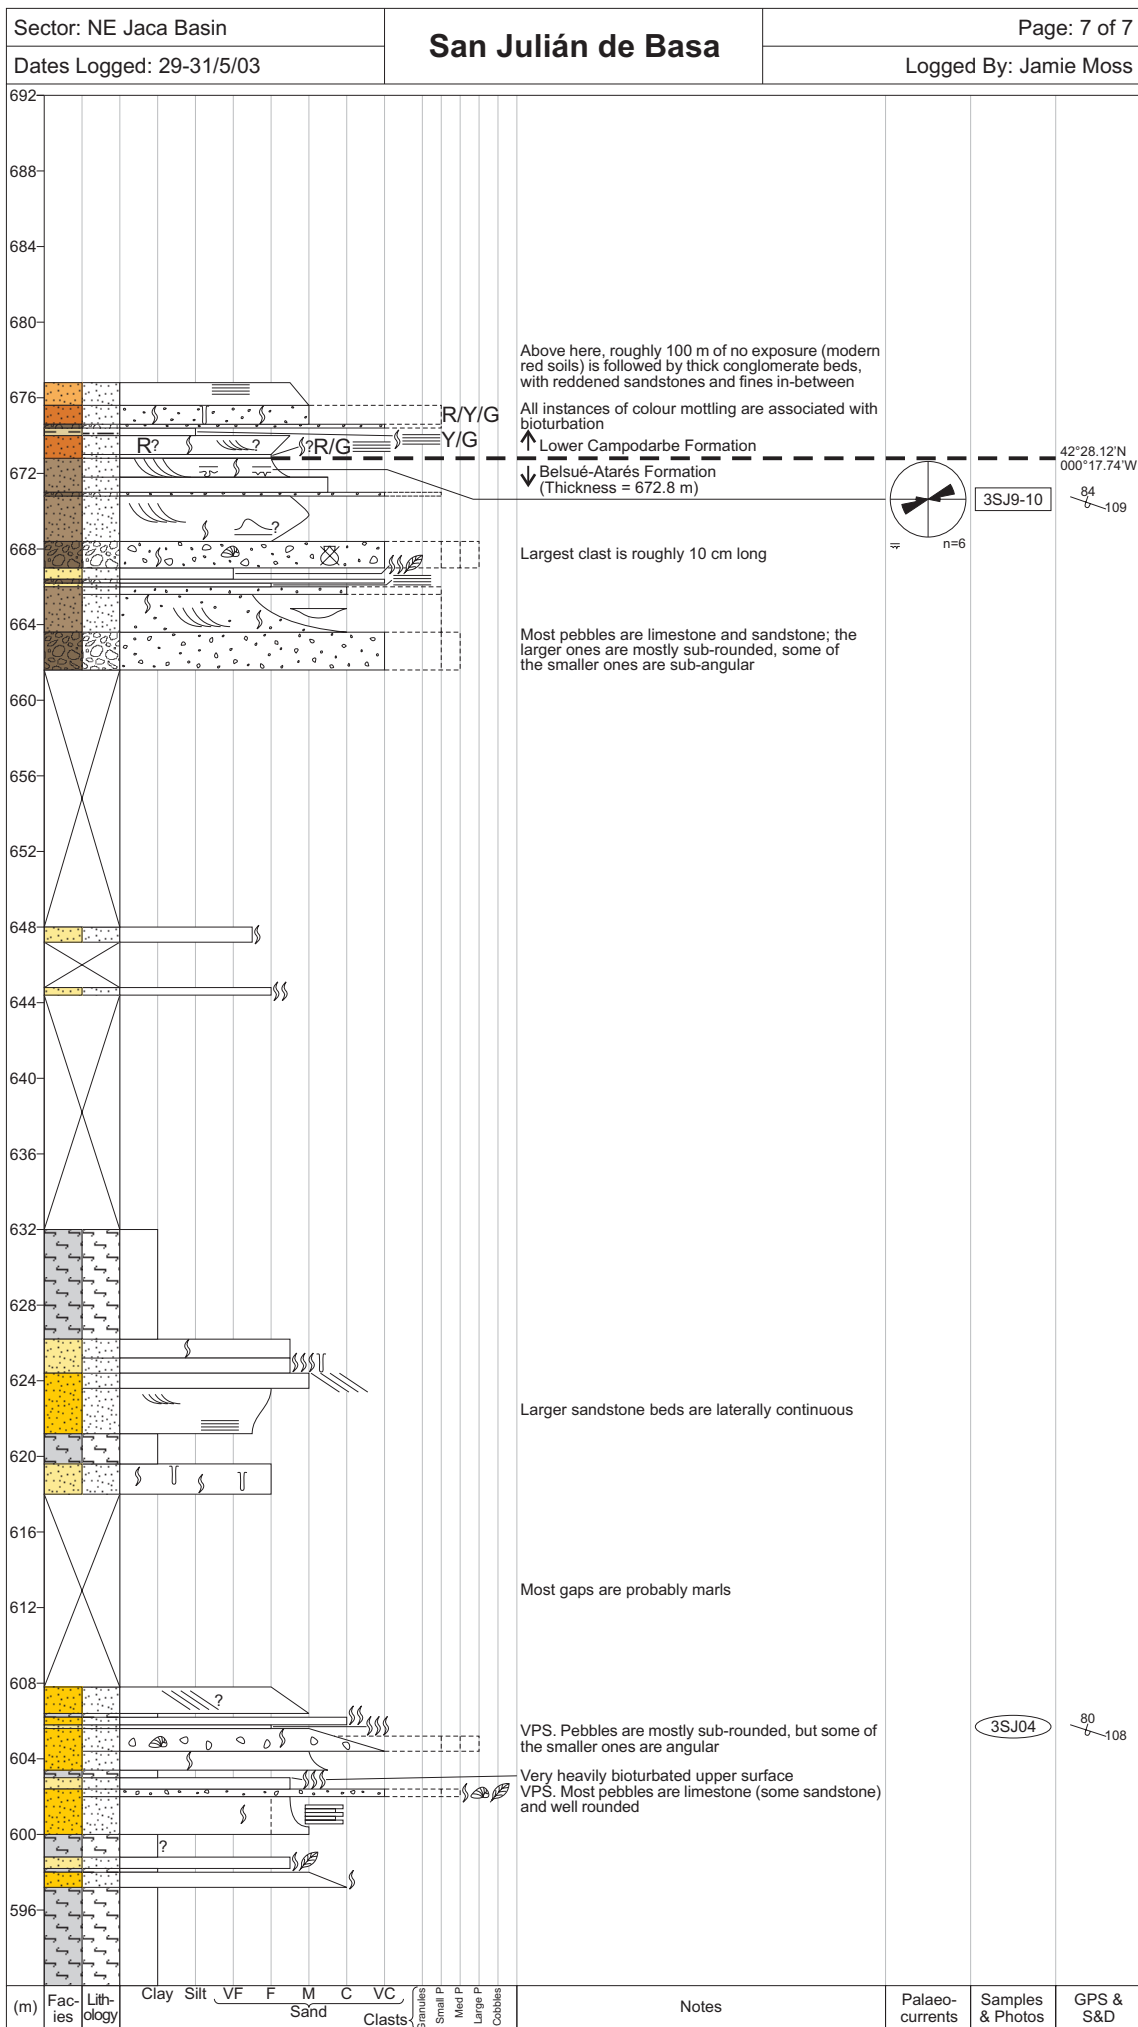 Sector: NE Jaca Basin
Dates Logged: 29-31/5/03
San Julián de Basa
Page: 7 of 7
Logged By: Jamie Moss
692
688
684
680
Above here, roughly 100 m of no exposure (modern
red soils) is followed by thick conglomerate beds,
with reddened sandstones and fines in-between
676
R/Y/G
All instances of colour mottling are associated with
bioturbation
Y/G
R?
?
?R/G
Lower Campodarbe Formation
42°28.12'N
000°17.74'W
672
Belsué-Atarés Formation
(Thickness = 672.8 m)
3SJ9-10
84
109
?
n=6
668
Largest clast is roughly 10 cm long
664
Most pebbles are limestone and sandstone; the
larger ones are mostly sub-rounded, some of
the smaller ones are sub-angular
660
656
652
648
644
640
636
632
628
624
Larger sandstone beds are laterally continuous
620
616
Most gaps are probably marls
612
608
?
VPS. Pebbles are mostly sub-rounded, but some of
the smaller ones are angular
3SJ04
80
108
604
Very heavily bioturbated upper surface
VPS. Most pebbles are limestone (some sandstone)
and well rounded
600
?
596
(m)
Fac-
ies
Lith-
ology
Clay Silt VF F M C VC
Sand
Clasts
Granules
Small P
Med P
Large P
Cobbles
Notes
Palaeo-
currents
Samples
& Photos
GPS &
S&D